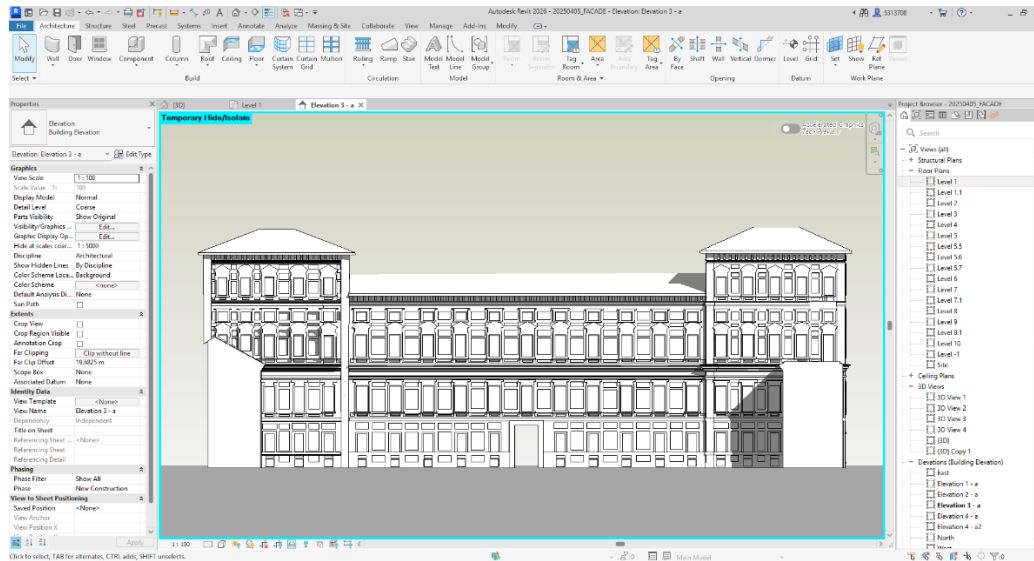 Autodesk Revit 2026 - 20250405_FACADE - Elevation: Elevation 3 - a
5313708
File Architecture Structure Steel Precast Systems Insert Annotate Analyze Massing & Site Collaborate View Manage Add-Ins Modify
Modify Wall Door Window Component Column Roof Ceiling Floor Curtain System Curtain Grid Mullion Railing Ramp Stair Model Text Model Line Model Group Room Room Separator Tag Room Area Area Boundary Tag Area By Face Shaft Wall Vertical Dormer Level Grid Set Show Ref Plane Viewer
Select Build Circulation Model Room & Area Opening Datum Work Plane
Properties
Elevation
Building Elevation
Elevation: Elevation 3 - a
Edit Type
Graphics
View Scale 1 : 100
Scale Value 1: 100
Display Model Normal
Detail Level Coarse
Parts Visibility Show Original
Visibility/Graphics ... Edit...
Graphic Display Op... Edit...
Hide at scales coar... 1 : 5000
Discipline Architectural
Show Hidden Lines By Discipline
Color Scheme Loca... Background
Color Scheme <none>
Default Analysis Di... None
Sun Path
Extents
Crop View
Crop Region Visible
Annotation Crop
Far Clipping Clip without line
Far Clip Offset 19.6825 m
Scope Box None
Associated Datum None
Identity Data
View Template <None>
View Name Elevation 3 - a
Dependency Independent
Title on Sheet
Referencing Sheet ... <None>
Referencing Sheet
Referencing Detail
Phasing
Phase Filter Show All
Phase New Construction
View to Sheet Positioning
Saved Position <None>
View Anchor
View Position X
Apply
(3D)
Level 1
Elevation 3 - a
Temporary Hide/Isolate
Accelerated Graphics
Tech Preview
1 : 100
Project Browser - 20250405_FACADE
Search
Views (all)
Structural Plans
Floor Plans
Level 1
Level 1.1
Level 2
Level 3
Level 4
Level 5
Level 5.5
Level 5.6
Level 5.7
Level 6
Level 7
Level 7.1
Level 8
Level 9
Level 9.1
Level 10
Level -1
Site
Ceiling Plans
3D Views
3D View 1
3D View 2
3D View 3
3D View 4
(3D)
(3D) Copy 1
Elevations (Building Elevation)
East
Elevation 1 - a
Elevation 2 - a
Elevation 3 - a
Elevation 4 - a
Elevation 4 - a2
North
West
Click to select, TAB for alternates, CTRL adds, SHIFT unselects.
:0
Main Model
:0